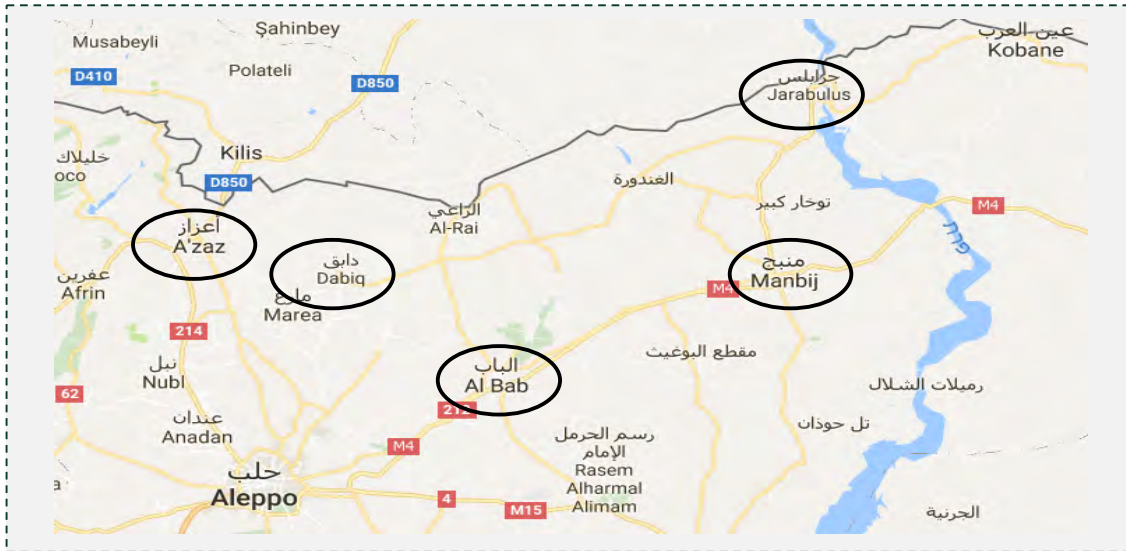 Şahinbey
Musabeyli
Polateli
D410
D850
عين العرب
Kobane
جرابلس
Jarabulus
Kilis
خليلاك
oco
D850
الغندورة
توخار كبير
M4
الراعي
Al-Rai
أعزاز
A'zaz
دابق
Dabiq
منبج
Manbij
عفرين
Afrin
مارع
Marea
M4
214
الباب
Al Bab
مقطع البوغيث
نبل
Nubl
62
رميلات الشلال
عندان
Anadan
تل حوذان
M4
رسم الحرمل
الإمام
Rasem
Alharmal
Alimam
حلب
Aleppo
4
M15
الجرنية